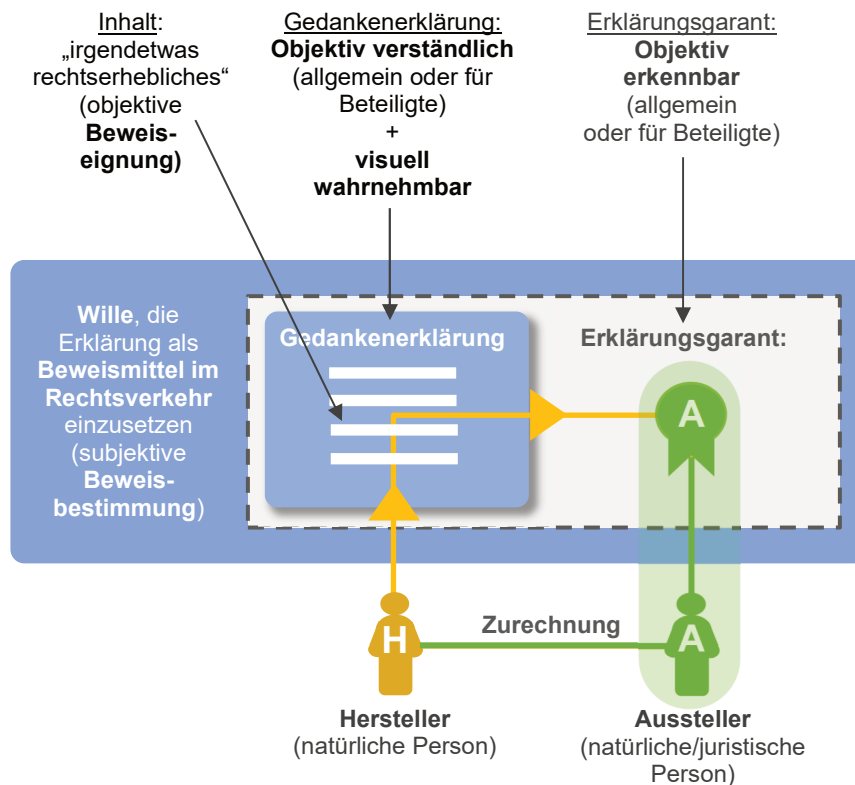 Inhalt:
„irgendetwas
rechtserhebliches“
(objektive
Beweis-
eignung)
Gedankenerklärung:
Objektiv verständlich
(allgemein oder für
Beteiligte)
+
visuell
wahrnehmbar
Erklärungsgarant:
Objektiv
erkennbar
(allgemein
oder für Beteiligte)
Wille, die
Erklärung als
Beweismittel im
Rechtsverkehr
einzusetzen
(subjektive
Beweis-
bestimmung)
Gedankenerklärung
Erklärungsgarant:
A
H
Zurechnung
A
Hersteller
(natürliche Person)
Aussteller
(natürliche/juristische
Person)